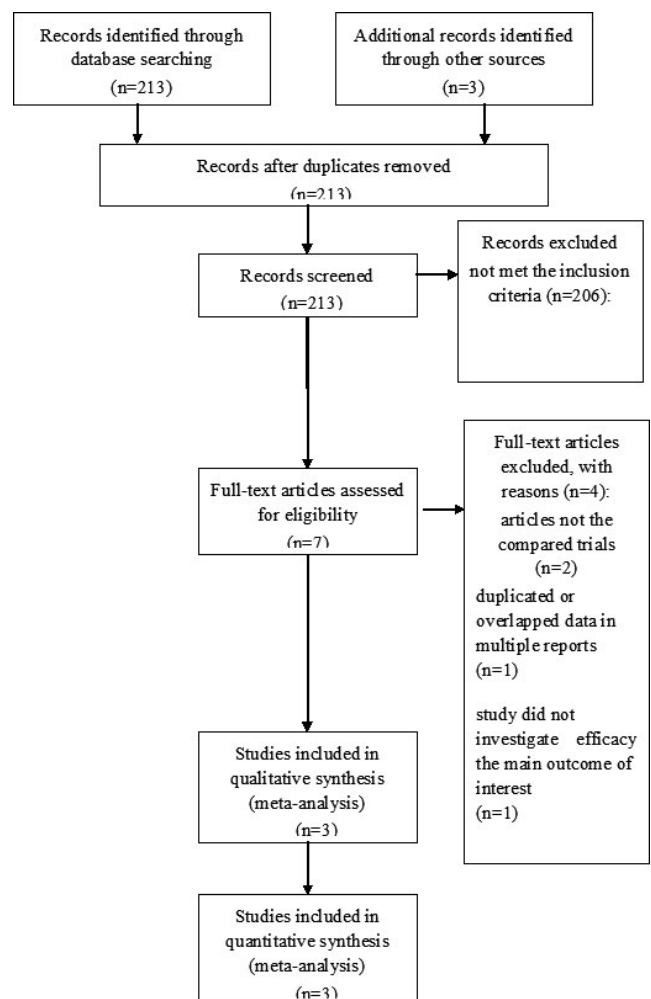 Records identified through
database searching
(n=213)
Additional records identified
through other sources
(n=3)
Records after duplicates removed
(n=213)
Records screened
(n=213)
Records excluded
not met the inclusion
criteria (n=206):
Full-text articles assessed
for eligibility
(n=7)
Full-text articles
excluded, with
reasons (n=4):
articles not the
compared trials
(n=2)
duplicated or
overlapped data in
multiple reports
(n=1)
study did not
investigate efficacy
the main outcome of
interest
(n=1)
Studies included in
qualitative synthesis
(meta-analysis)
(n=3)
Studies included in
quantitative synthesis
(meta-analysis)
(n=3)